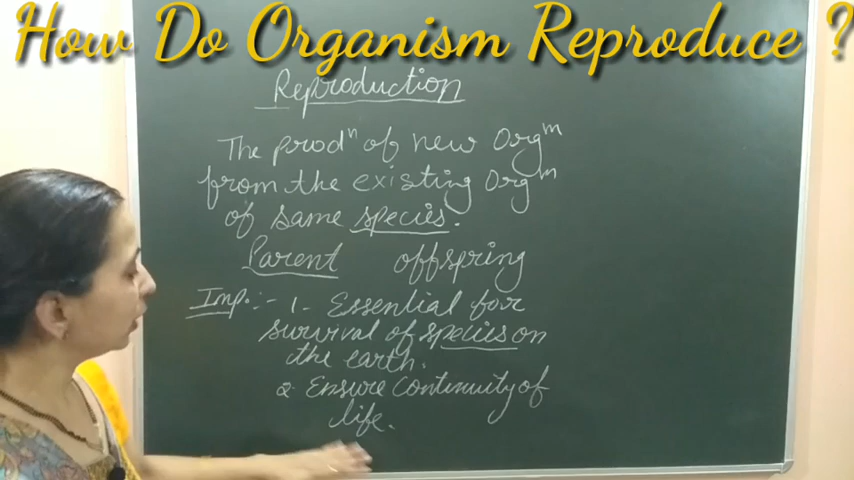 How Do Organism Reproduce ?
Reproduction
The prodⁿ of new Orgᵐ
from the existing Orgᵐ
of same species.
Parent offspring
Imp. :- 1- Essential for
survival of species on
the earth.
2. Ensure Continuity of
life.